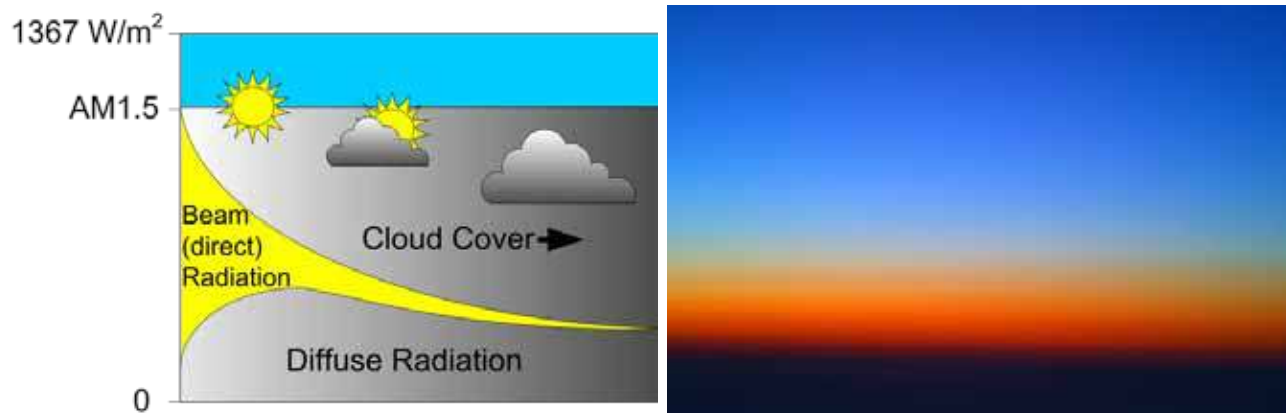 1367 W/m²
AM1.5
Beam
(direct)
Radiation
Cloud Cover
Diffuse Radiation
0